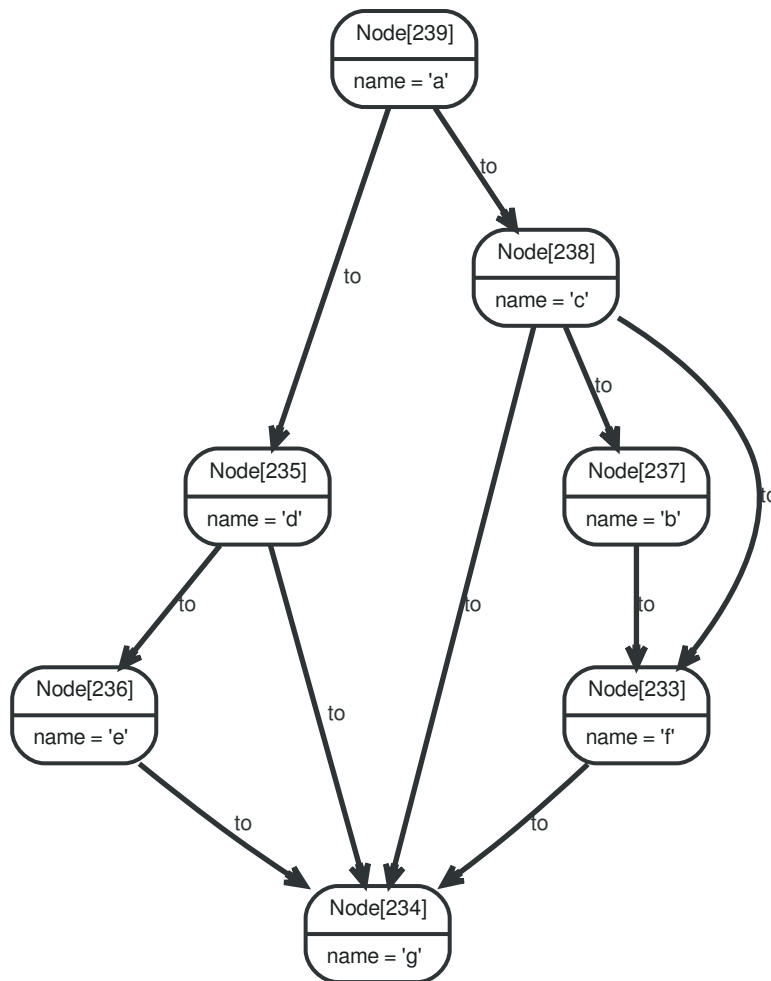 Node[239]
name = 'a'
to
Node[238]
to
name = 'c'
to
Node[235]
Node[237]
to
name = 'd'
name = 'b'
to
to
to
Node[236]
Node[233]
to
name = 'e'
name = 'f'
to
to
Node[234]
name = 'g'